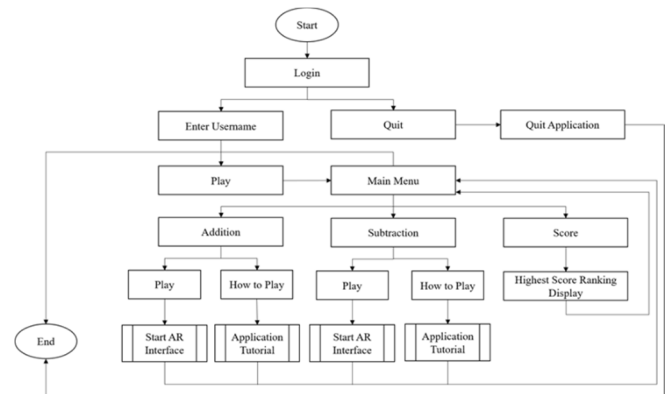 Start
Login
Enter Username
Quit
Quit Application
Play
Main Menu
Addition
Subtraction
Score
Play
How to Play
Play
How to Play
Highest Score Ranking
Display
End
Start AR
Interface
Application
Tutorial
Start AR
Interface
Application
Tutorial